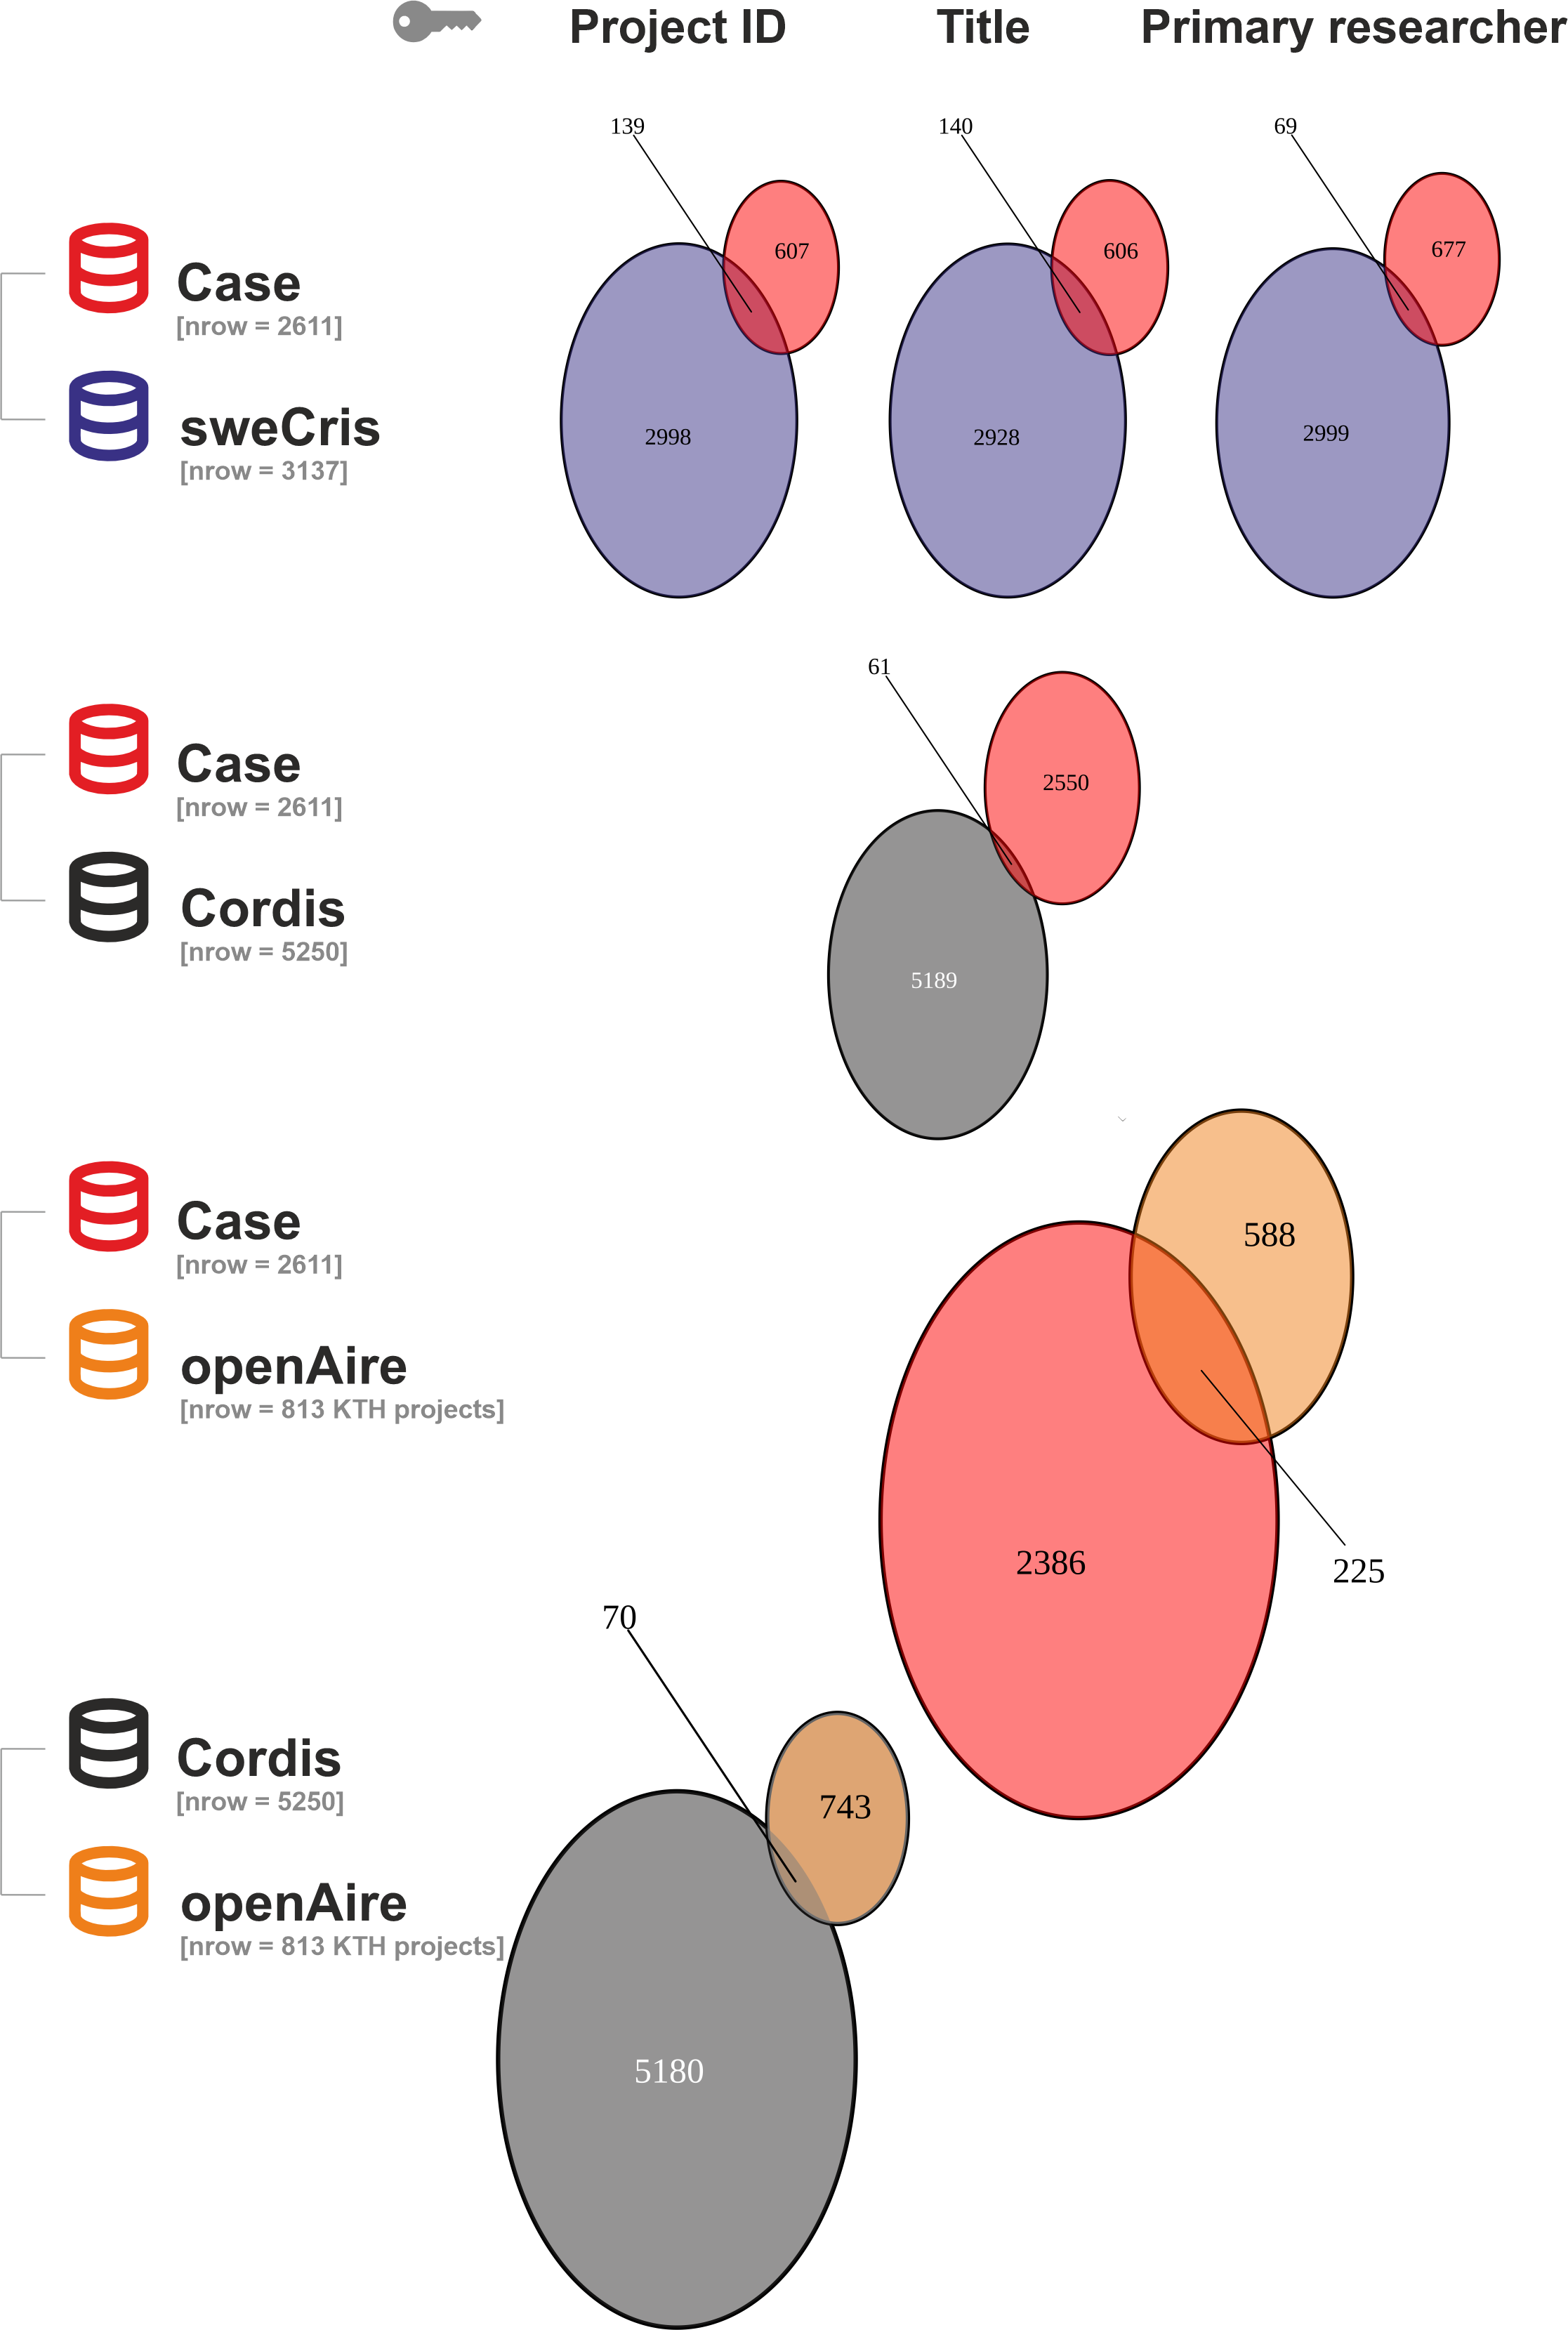 Project ID
Title
Primary researcher
139
140
69
607
606
677
Case
[nrow = 2611]
sweCris
[nrow = 3137]
2998
2928
2999
61
Case
[nrow = 2611]
2550
Cordis
[nrow = 5250]
5189
Case
[nrow = 2611]
588
openAire
[nrow = 813 KTH projects]
2386
225
70
Cordis
[nrow = 5250]
743
openAire
[nrow = 813 KTH projects]
5180